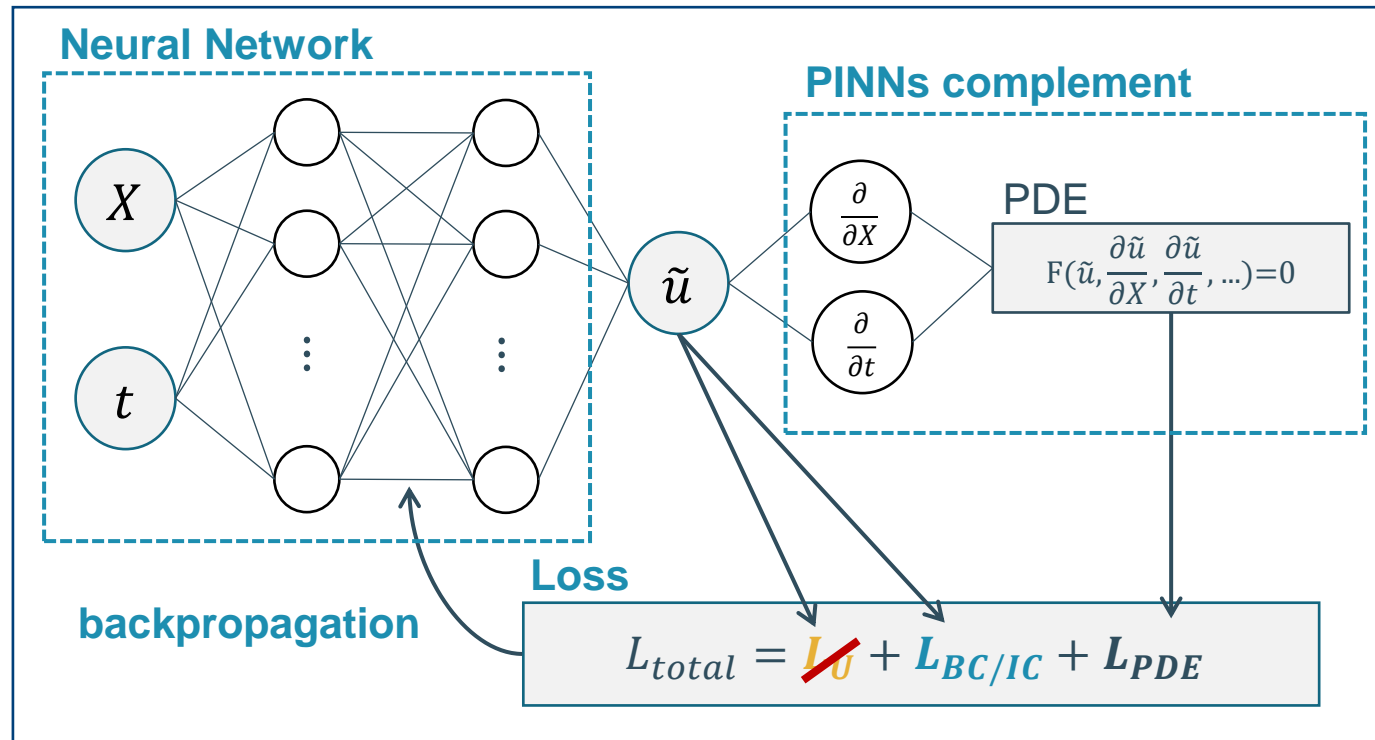 Neural Network
PINNs complement
X
t
⋮
⋮
ũ
∂/∂X
∂/∂t
PDE
F(ũ, ∂ũ/∂X, ∂ũ/∂t, ...)=0
Loss
backpropagation
L_total = L_U + L_BC/IC + L_PDE